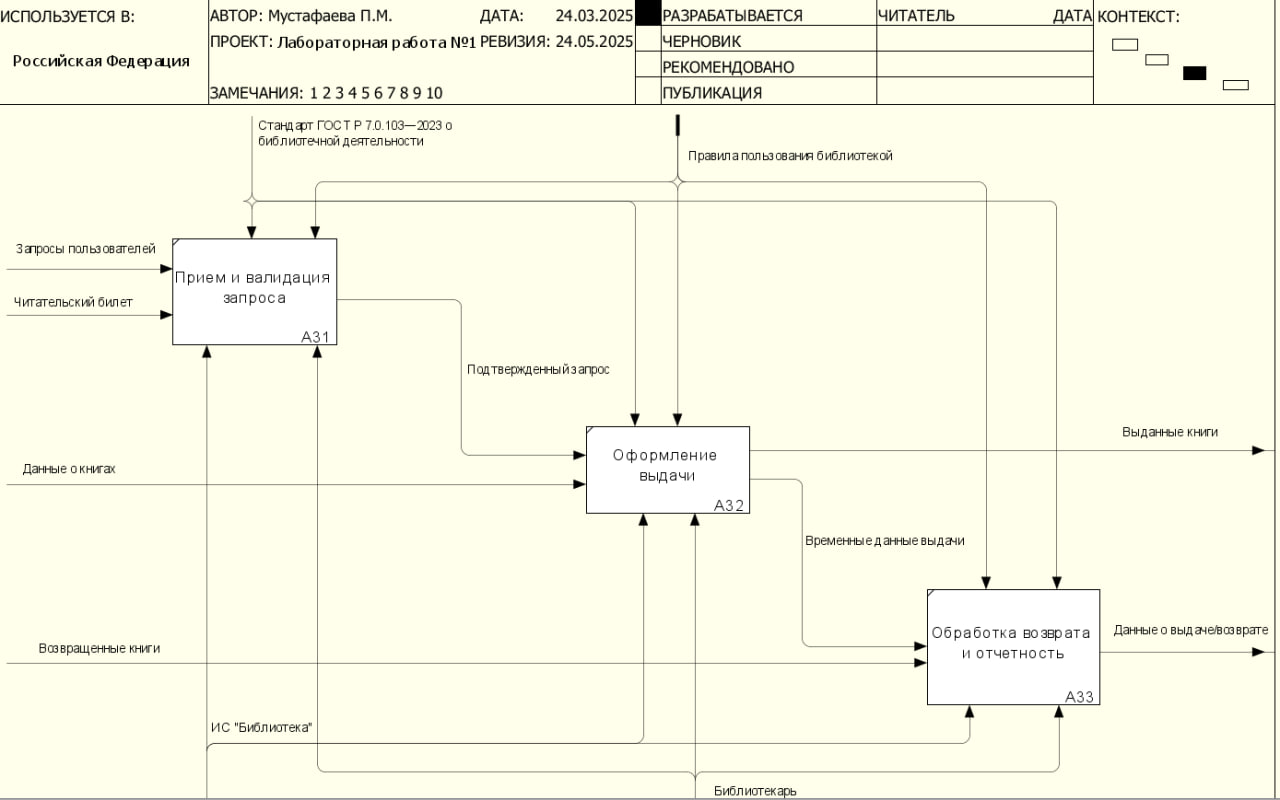 ИСПОЛЬЗУЕТСЯ В:
Российская Федерация
АВТОР: Мустафаева П.М.
ДАТА: 24.03.2025
ПРОЕКТ: Лабораторная работа №1
РЕВИЗИЯ: 24.05.2025
ЗАМЕЧАНИЯ: 1 2 3 4 5 6 7 8 9 10
РАЗРАБАТЫВАЕТСЯ
ЧЕРНОВИК
РЕКОМЕНДОВАНО
ПУБЛИКАЦИЯ
ЧИТАТЕЛЬ
ДАТА
КОНТЕКСТ:
Стандарт ГОСТ Р 7.0.103—2023 о
библиотечной деятельности
Правила пользования библиотекой
Запросы пользователей
Читательский билет
Прием и валидация
запроса
А31
Подтвержденный запрос
Данные о книгах
Оформление
выдачи
А32
Выданные книги
Временные данные выдачи
Возвращенные книги
Обработка возврата
и отчетность
А33
Данные о выдаче/возврате
ИС "Библиотека"
Библиотекарь